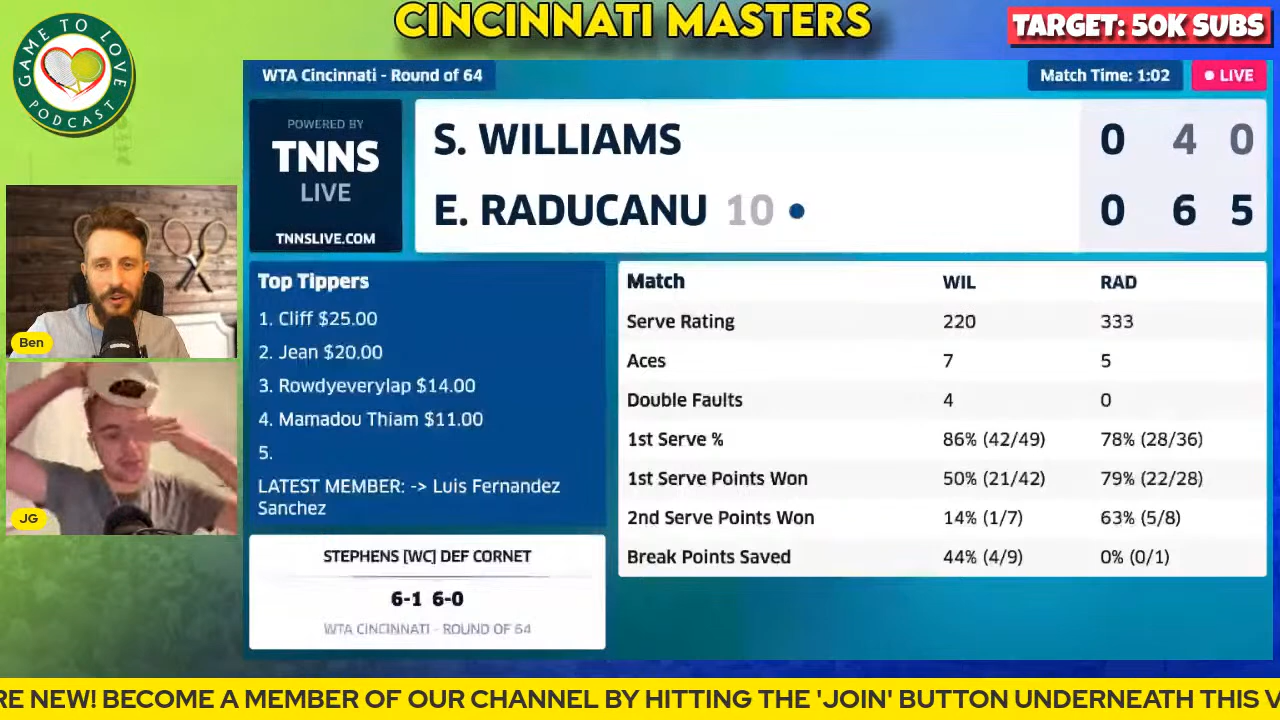 CINCINNATI MASTERS
TARGET: 50K SUBS
GAME TO LOVE
PODCAST
WTA Cincinnati - Round of 64
Match Time: 1:02
LIVE
POWERED BY
TNNS
LIVE
TNNSLIVE.COM
S. WILLIAMS 0 4 0
E. RADUCANU 10 0 6 5
Ben
JG
Top Tippers
1. Cliff $25.00
2. Jean $20.00
3. Rowdyeverylap $14.00
4. Mamadou Thiam $11.00
5.
LATEST MEMBER: -> Luis Fernandez
Sanchez
STEPHENS [WC] DEF CORNET
6-1 6-0
WTA CINCINNATI - ROUND OF 64
Match WIL RAD
Serve Rating 220 333
Aces 7 5
Double Faults 4 0
1st Serve % 86% (42/49) 78% (28/36)
1st Serve Points Won 50% (21/42) 79% (22/28)
2nd Serve Points Won 14% (1/7) 63% (5/8)
Break Points Saved 44% (4/9) 0% (0/1)
RE NEW! BECOME A MEMBER OF OUR CHANNEL BY HITTING THE 'JOIN' BUTTON UNDERNEATH THIS V